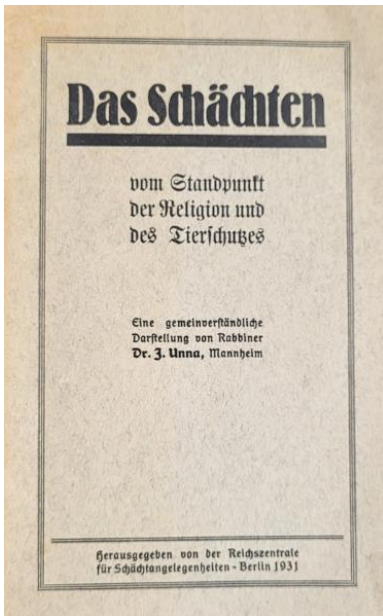 Das Schächten
vom Standpunkt
der Religion und
des Tierschutzes
Eine gemeinverständliche
Darstellung von Rabbiner
Dr. J. Unna, Mannheim
Herausgegeben von der Reichszentrale
für Schächtangelegenheiten - Berlin 1931